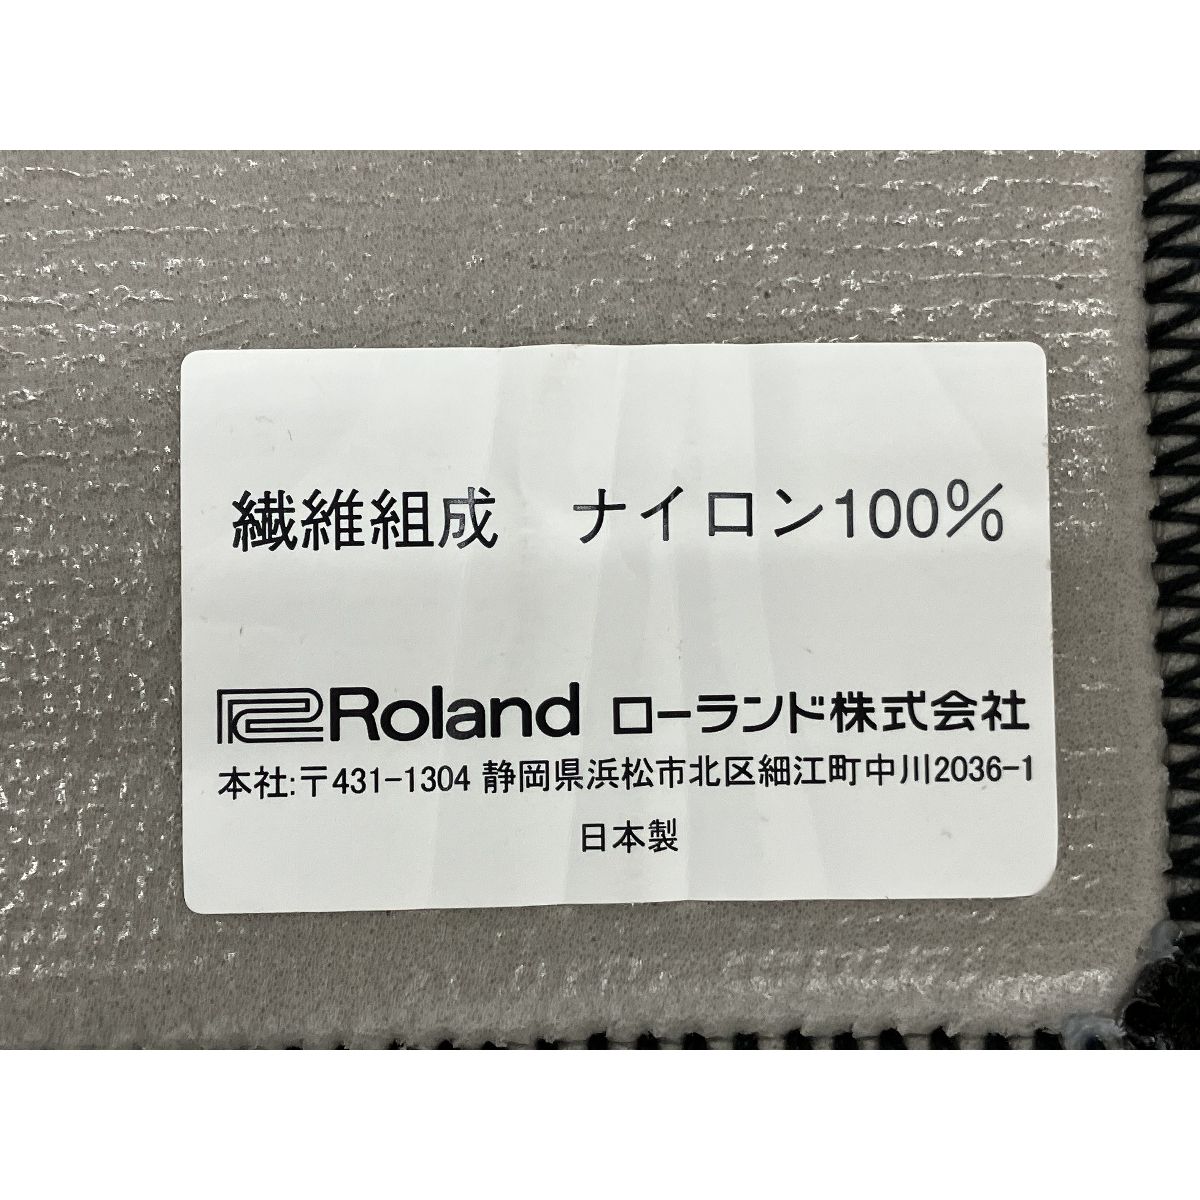 繊維組成　ナイロン100%
Roland ローランド株式会社
本社:〒431-1304 静岡県浜松市北区細江町中川2036-1
日本製